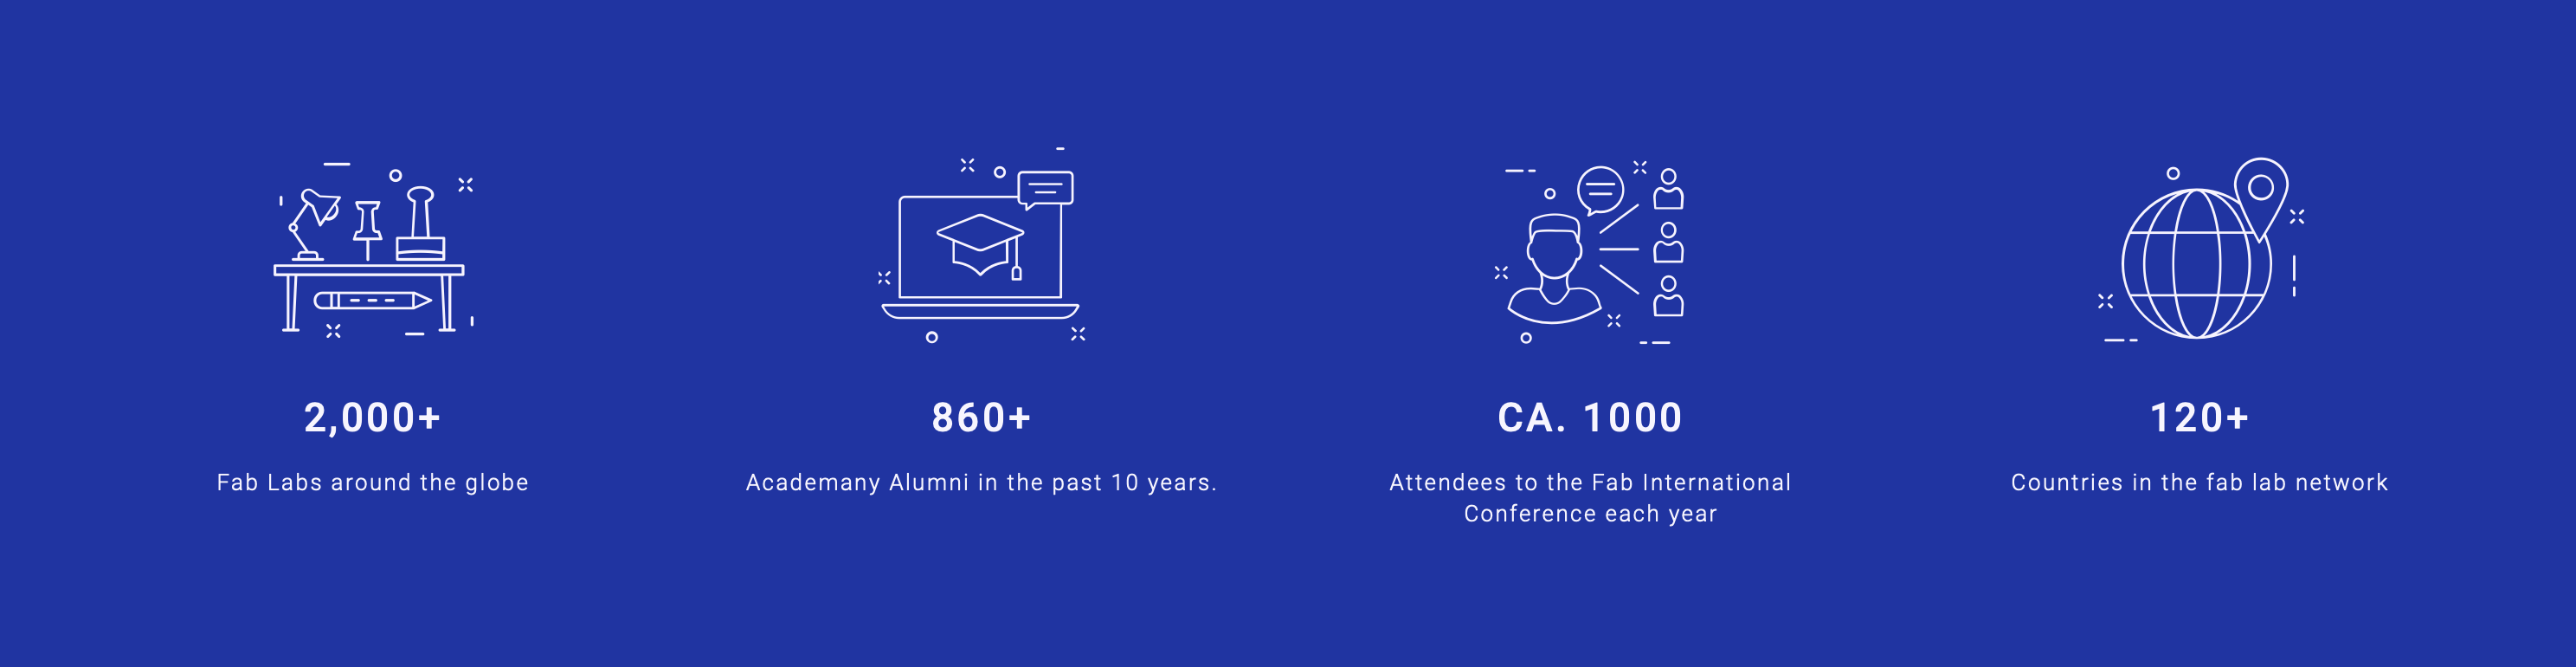 2,000+
Fab Labs around the globe
860+
Academany Alumni in the past 10 years.
CA. 1000
Attendees to the Fab International
Conference each year
120+
Countries in the fab lab network